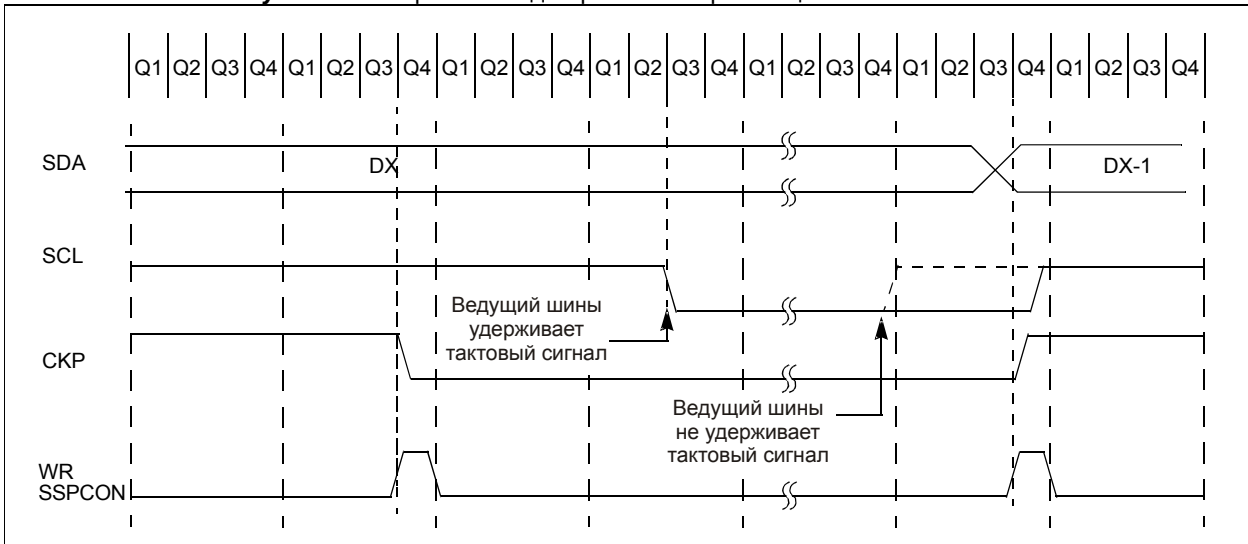 Q1 Q2 Q3 Q4 Q1 Q2 Q3 Q4 Q1 Q2 Q3 Q4 Q1 Q2 Q3 Q4 Q1 Q2 Q3 Q4 Q1 Q2 Q3 Q4 Q1 Q2 Q3 Q4
SDA
DX
DX-1
SCL
Ведущий шины
удерживает
тактовый сигнал
CKP
Ведущий шины
не удерживает
тактовый сигнал
WR
SSPCON